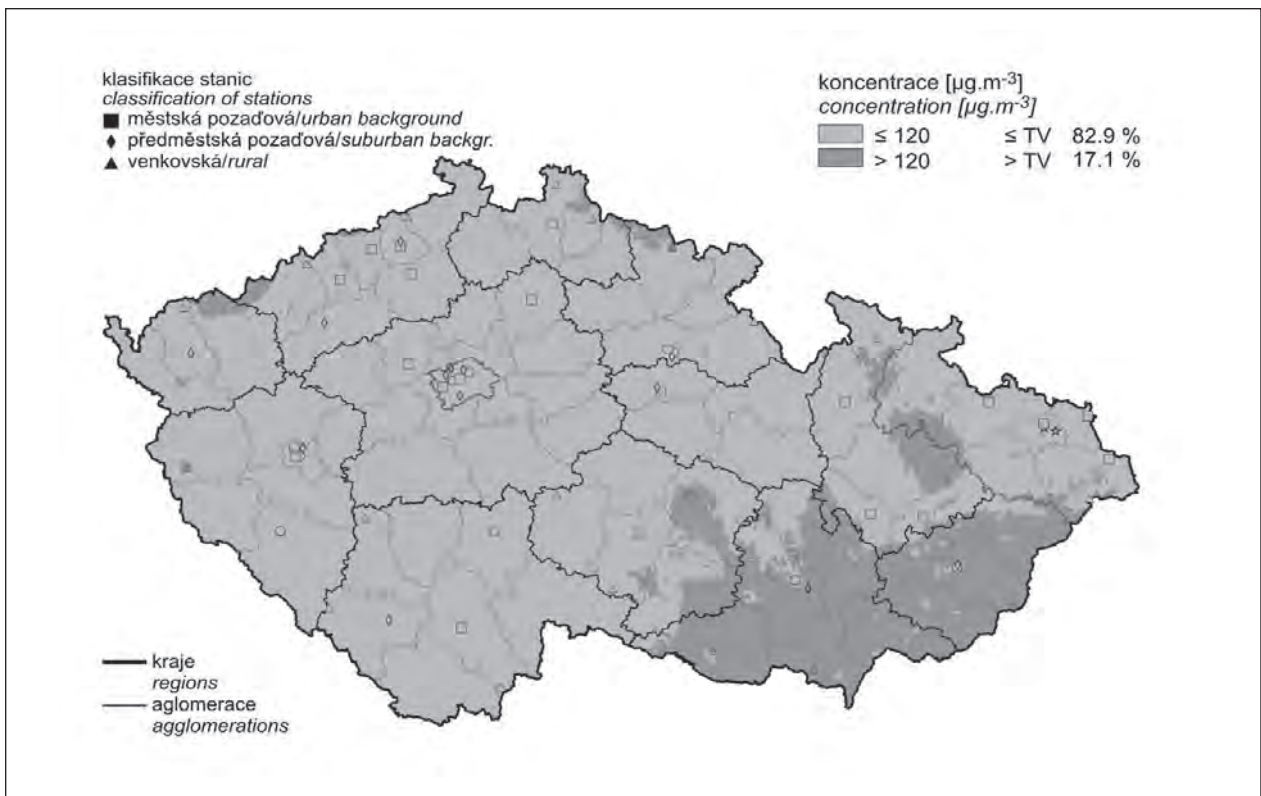 klasifikace stanic
classification of stations
městská pozaďová/urban background
předměstská pozaďová/suburban backgr.
venkovská/rural
koncentrace [µg.m-3]
concentration [µg.m-3]
≤ 120 ≤ TV 82.9 %
> 120 > TV 17.1 %
kraje
regions
aglomerace
agglomerations